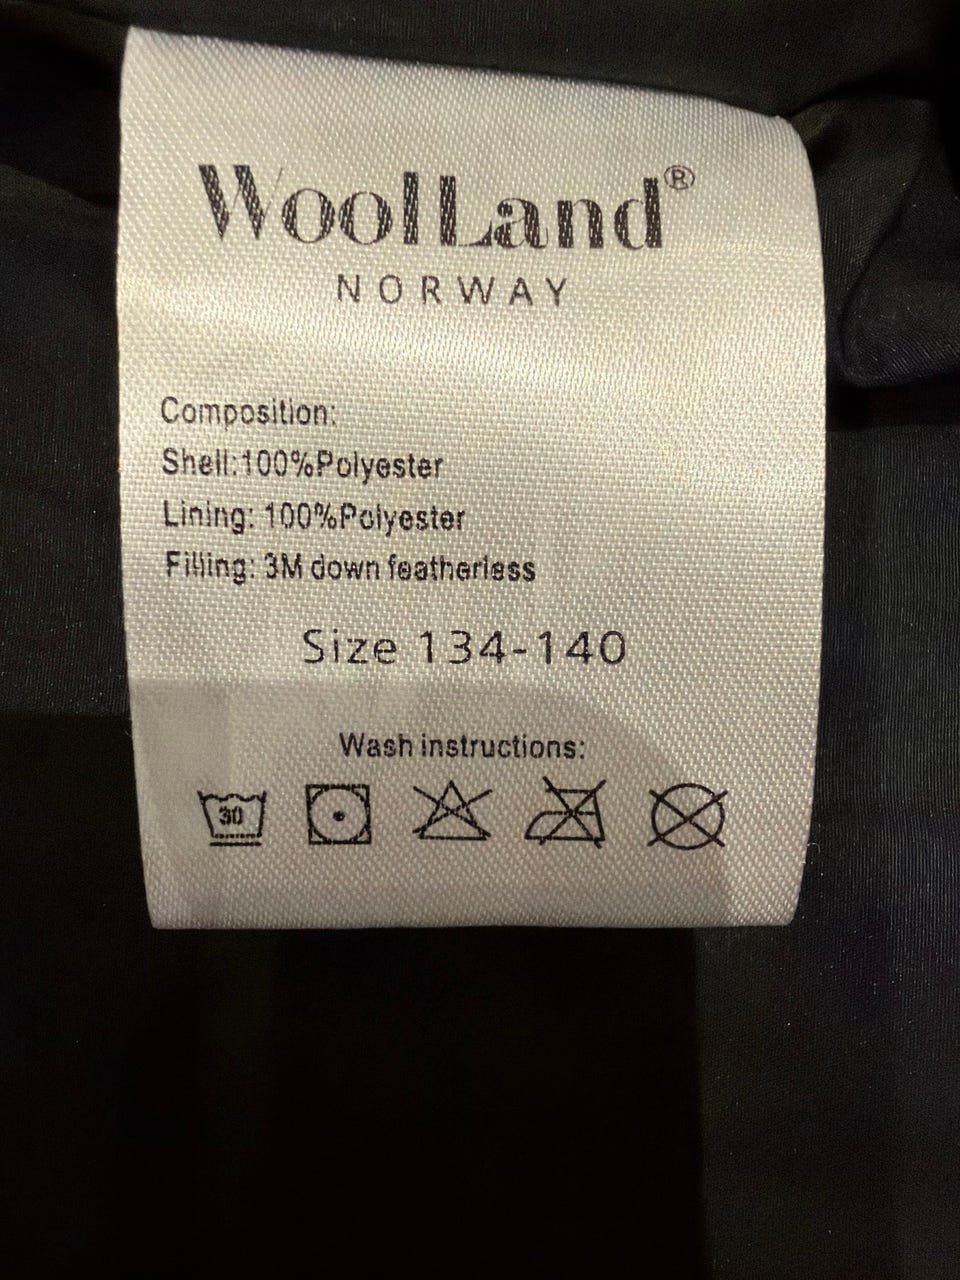 WoolLand®
NORWAY
Composition:
Shell:100%Polyester
Lining: 100%Polyester
Filling: 3M down featherless
Size 134-140
Wash instructions:
30